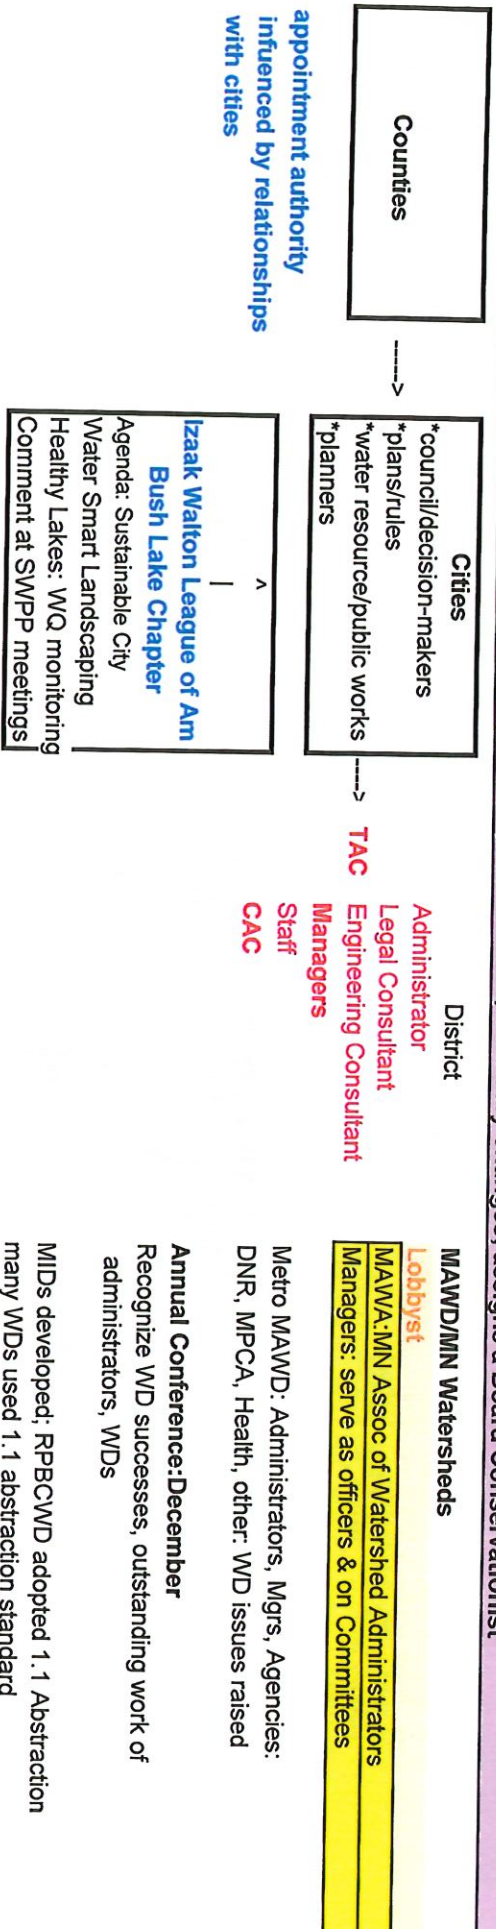 a Board Conservationist
Counties
---->
appointment authority
infuenced by relationships
with cities
Cities
*council/decision-makers
*plans/rules
*water resource/public works
*planners
---->
^
|
Izaak Walton League of Am
Bush Lake Chapter
Agenda: Sustainable City
Water Smart Landscaping
Healthy Lakes: WQ monitoring
Comment at SWPP meetings
District
Administrator
Legal Consultant
TAC Engineering Consultant
Managers
Staff
CAC
MAWD/MN Watersheds
Lobbyst
MAWA:MN Assoc of Watershed Administrators
Managers: serve as officers & on Committees
Metro MAWD: Administrators, Mgrs, Agencies:
DNR, MPCA, Health, other: WD issues raised
Annual Conference:December
Recognize WD successes, outstanding work of
administrators, WDs
MIDs developed; RPBCWD adopted 1.1 Abstraction
many WDs used 1.1 abstraction standard